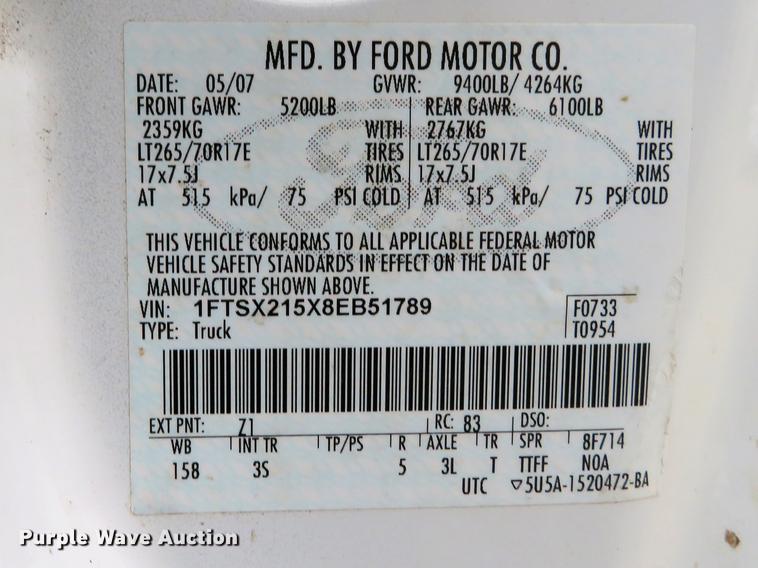 MFD. BY FORD MOTOR CO.
DATE: 05/07 GVWR: 9400LB/ 4264KG
FRONT GAWR: 5200LB REAR GAWR: 6100LB
2359KG WITH 2767KG WITH
LT265/70R17E TIRES LT265/70R17E TIRES
17x7.5J RIMS 17x7.5J RIMS
AT 515 kPa/ 75 PSI COLD AT 515 kPa/ 75 PSI COLD
Ford
THIS VEHICLE CONFORMS TO ALL APPLICABLE FEDERAL MOTOR
VEHICLE SAFETY STANDARDS IN EFFECT ON THE DATE OF
MANUFACTURE SHOWN ABOVE.
VIN: 1FTSX215X8EB51789 F0733
TYPE: Truck T0954
EXT PNT: Z1 RC: 83 DSO:
WB INT TR TP/PS R AXLE TR SPR 8F714
158 3S 5 3L T TTFF NOA
UTC ▽5U5A-1520472-BA
Purple Wave Auction